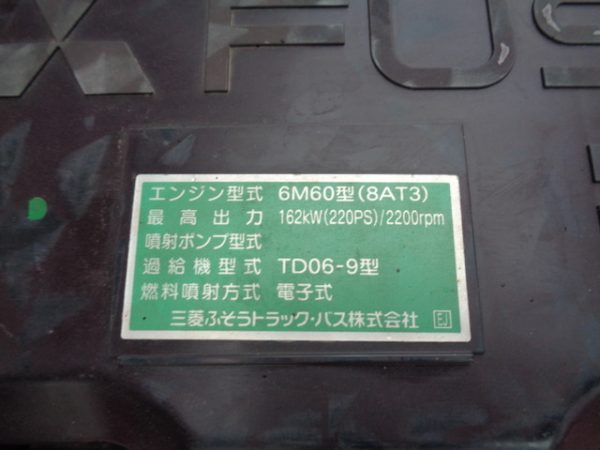 FUS
エンジン型式 6M60型(8AT3)
最高出力 162kW(220PS)/2200rpm
噴射ポンプ型式
過給機型式 TD06-9型
燃料噴射方式 電子式
三菱ふそうトラック・バス株式会社 EJ